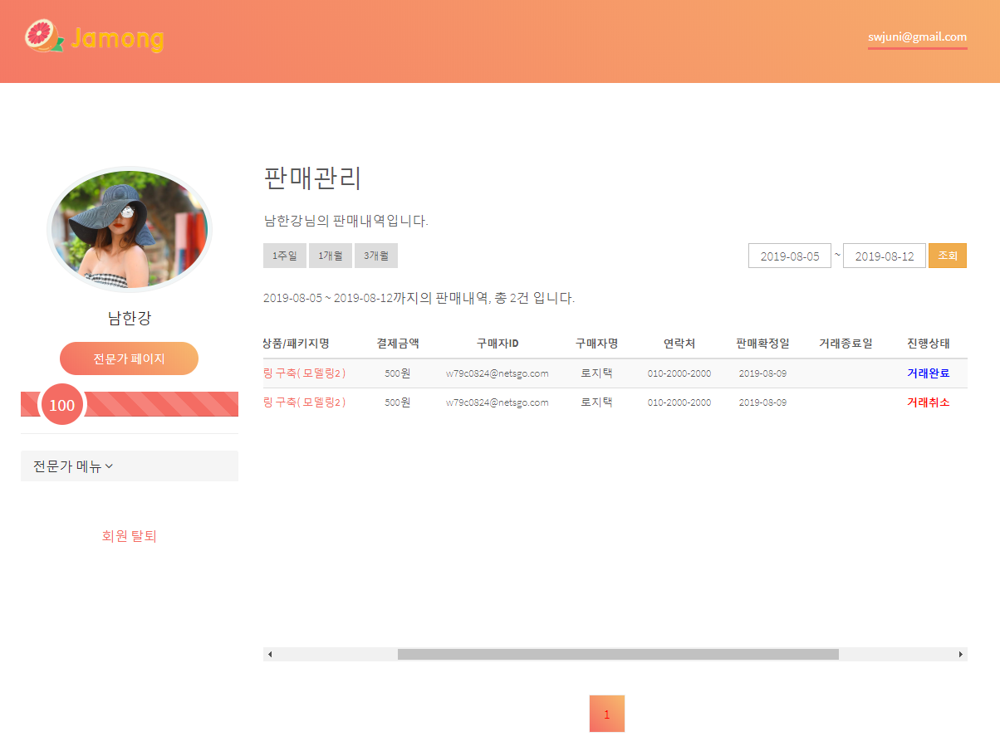 Jamong
swjuni@gmail.com
판매관리
남한강님의 판매내역입니다.
1주일 1개월 3개월 2019-08-05 ~ 2019-08-12 조회
2019-08-05 ~ 2019-08-12까지의 판매내역, 총 2건 입니다.
상품/패키지명 결제금액 구매자ID 구매자명 연락처 판매확정일 거래종료일 진행상태
링 구축( 모델링2 ) 500원 w79c0824@netsgo.com 로지택 010-2000-2000 2019-08-09 거래완료
링 구축( 모델링2 ) 500원 w79c0824@netsgo.com 로지택 010-2000-2000 2019-08-09 거래취소
남한강
전문가 페이지
100
전문가 메뉴
회원 탈퇴
1